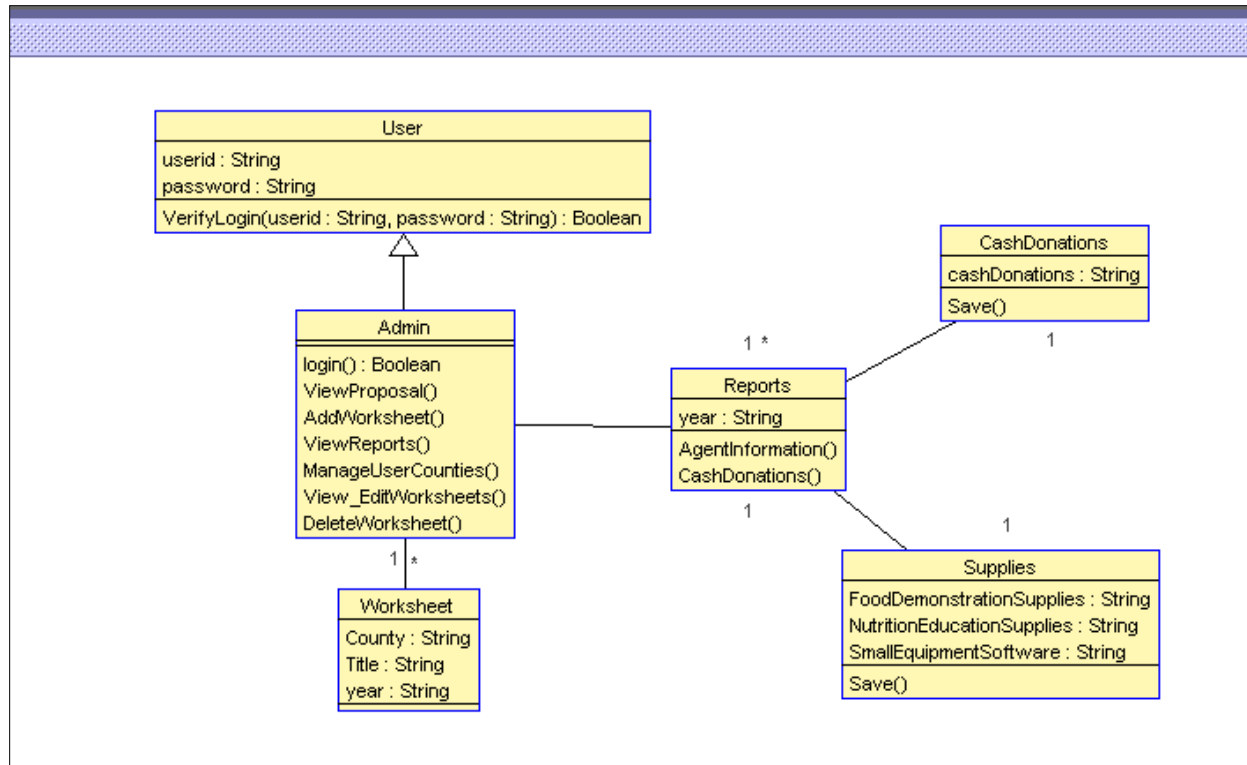 User
userid : String
password : String
VerifyLogin(userid : String, password : String) : Boolean
Admin
login() : Boolean
ViewProposal()
AddWorksheet()
ViewReports()
ManageUserCounties()
View_EditWorksheets()
DeleteWorksheet()
1 *
Worksheet
County : String
Title : String
year : String
1 *
Reports
year : String
AgentInformation()
CashDonations()
1
CashDonations
cashDonations : String
Save()
1
1
Supplies
FoodDemonstrationSupplies : String
NutritionEducationSupplies : String
SmallEquipmentSoftware : String
Save()